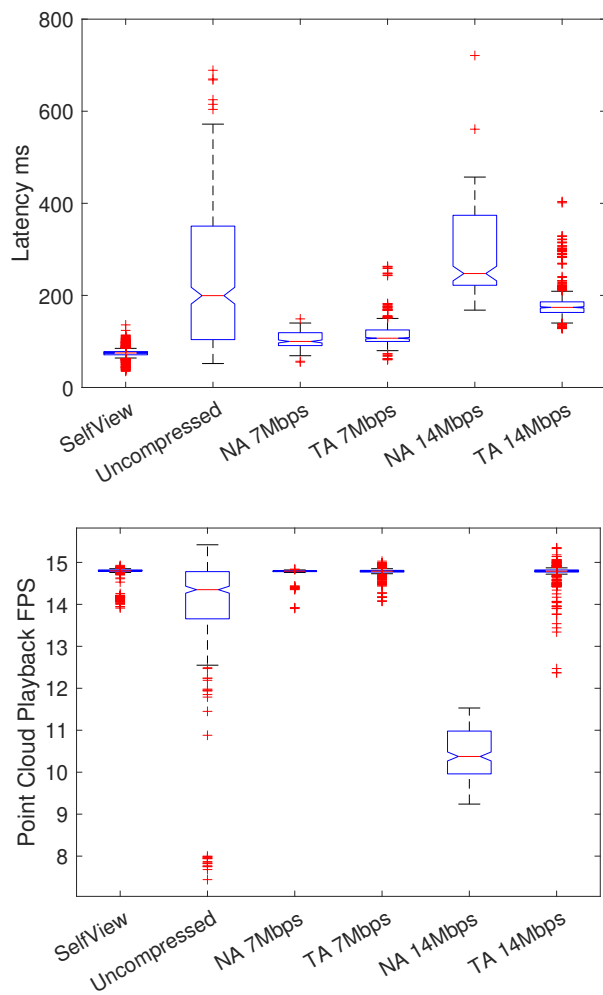 800
600
400
200
0
Latency ms
SelfView
Uncompressed
NA 7Mbps
TA 7Mbps
NA 14Mbps
TA 14Mbps
15
14
13
12
11
10
9
8
Point Cloud Playback FPS
SelfView
Uncompressed
NA 7Mbps
TA 7Mbps
NA 14Mbps
TA 14Mbps